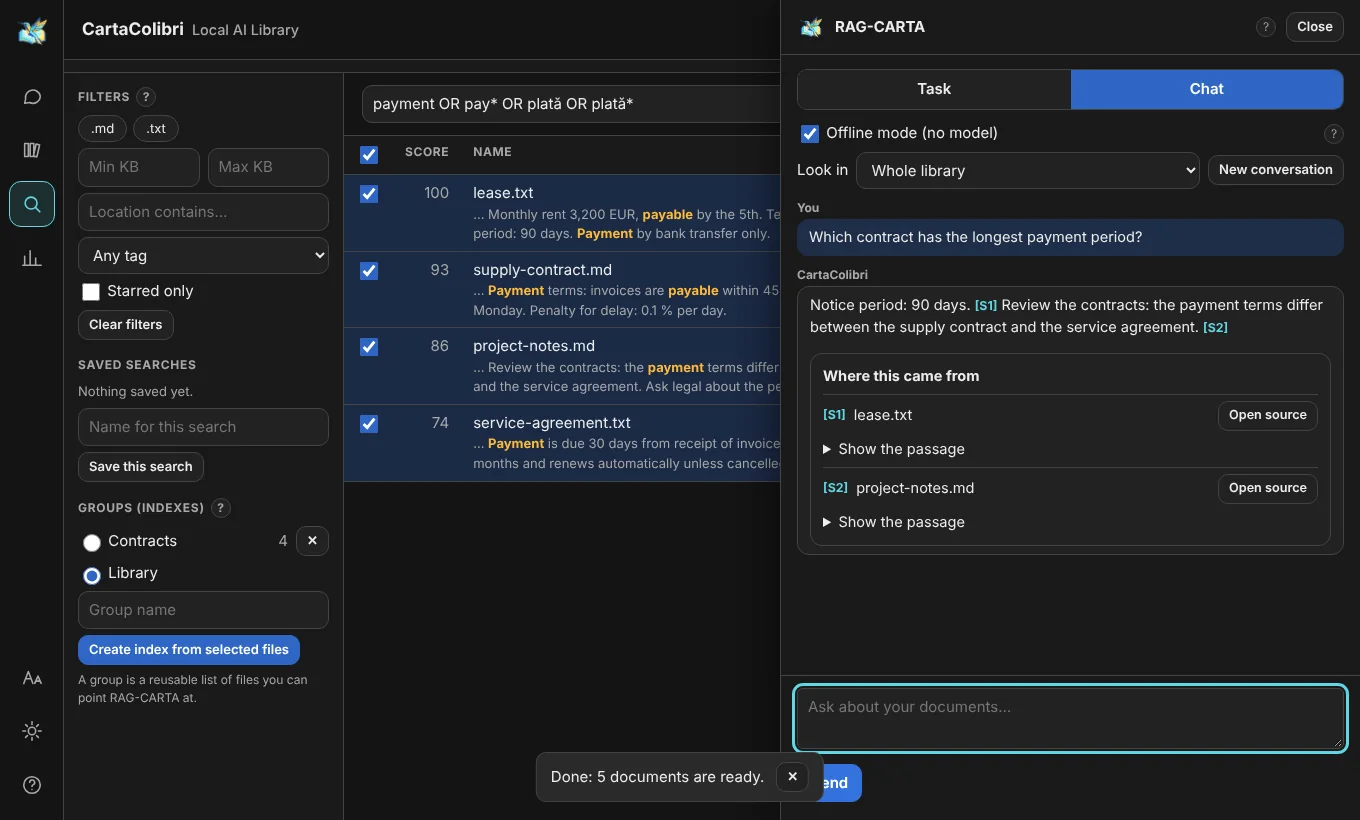 CartaColibri Local AI Library
FILTERS ?
.md .txt
Min KB Max KB
Location contains...
Any tag
Starred only
Clear filters
SAVED SEARCHES
Nothing saved yet.
Name for this search
Save this search
GROUPS (INDEXES) ?
Contracts 4 ×
Library
Group name
Create index from selected files
A group is a reusable list of files you can
point RAG-CARTA at.
AA
payment OR pay* OR plată OR plată*
SCORE NAME
100 lease.txt
... Monthly rent 3,200 EUR, payable by the 5th.
period: 90 days. Payment by bank transfer only.
93 supply-contract.md
... Payment terms: invoices are payable within 45
Monday. Penalty for delay: 0.1 % per day.
86 project-notes.md
... Review the contracts: the payment terms differ
and the service agreement. Ask legal about the
74 service-agreement.txt
... Payment is due 30 days from receipt of invoice
months and renews automatically unless
Done: 5 documents are ready. ×
RAG-CARTA ? Close
Task Chat
Offline mode (no model) ?
Look in Whole library New conversation
You
Which contract has the longest payment period?
CartaColibri
Notice period: 90 days. [S1] Review the contracts: the payment terms differ
between the supply contract and the service agreement. [S2]
Where this came from
[S1] lease.txt Open source
Show the passage
[S2] project-notes.md Open source
Show the passage
Ask about your documents...